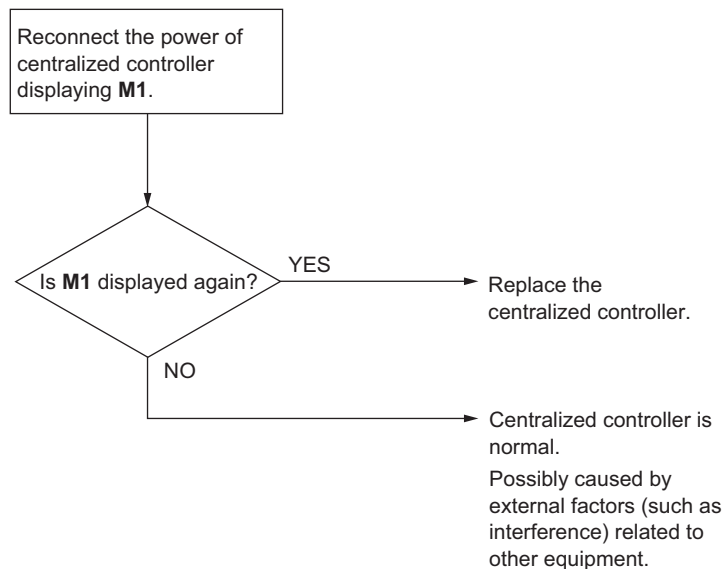 Reconnect the power of
centralized controller
displaying M1.
Is M1 displayed again?
YES
Replace the
centralized controller.
NO
Centralized controller is
normal.
Possibly caused by
external factors (such as
interference) related to
other equipment.